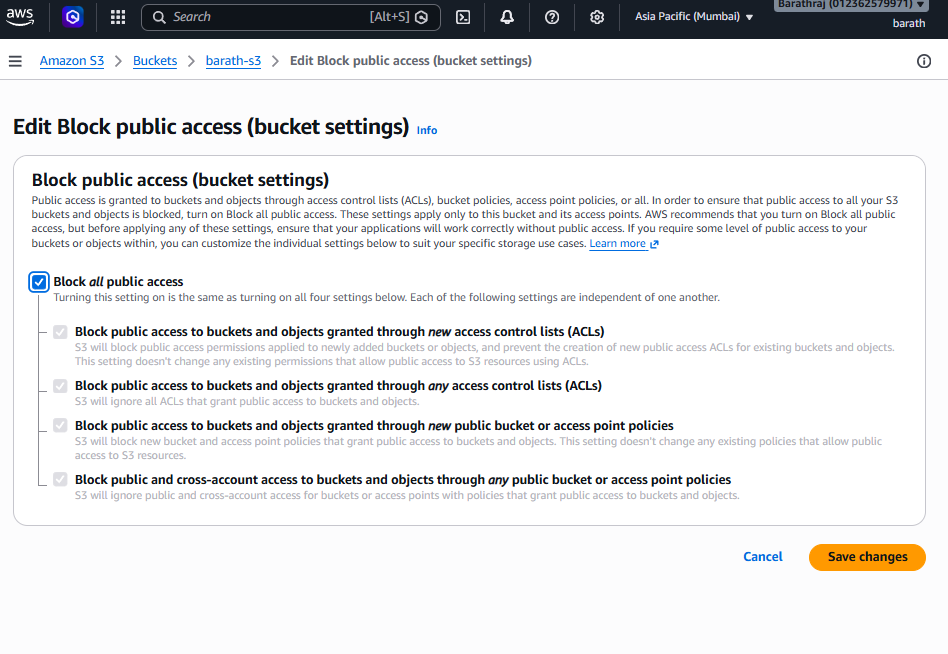 aws
Search
[Alt+S]
Asia Pacific (Mumbai)
Barathraj (012362579971)
barath
Amazon S3 > Buckets > barath-s3 > Edit Block public access (bucket settings)
Edit Block public access (bucket settings) Info
Block public access (bucket settings)
Public access is granted to buckets and objects through access control lists (ACLs), bucket policies, access point policies, or all. In order to ensure that public access to all your S3
buckets and objects is blocked, turn on Block all public access. These settings apply only to this bucket and its access points. AWS recommends that you turn on Block all public
access, but before applying any of these settings, ensure that your applications will work correctly without public access. If you require some level of public access to your
buckets or objects within, you can customize the individual settings below to suit your specific storage use cases. Learn more
Block all public access
Turning this setting on is the same as turning on all four settings below. Each of the following settings are independent of one another.
Block public access to buckets and objects granted through new access control lists (ACLs)
S3 will block public access permissions applied to newly added buckets or objects, and prevent the creation of new public access ACLs for existing buckets and objects.
This setting doesn't change any existing permissions that allow public access to S3 resources using ACLs.
Block public access to buckets and objects granted through any access control lists (ACLs)
S3 will ignore all ACLs that grant public access to buckets and objects.
Block public access to buckets and objects granted through new public bucket or access point policies
S3 will block new bucket and access point policies that grant public access to buckets and objects. This setting doesn't change any existing policies that allow public
access to S3 resources.
Block public and cross-account access to buckets and objects through any public bucket or access point policies
S3 will ignore public and cross-account access for buckets or access points with policies that grant public access to buckets and objects.
Cancel
Save changes